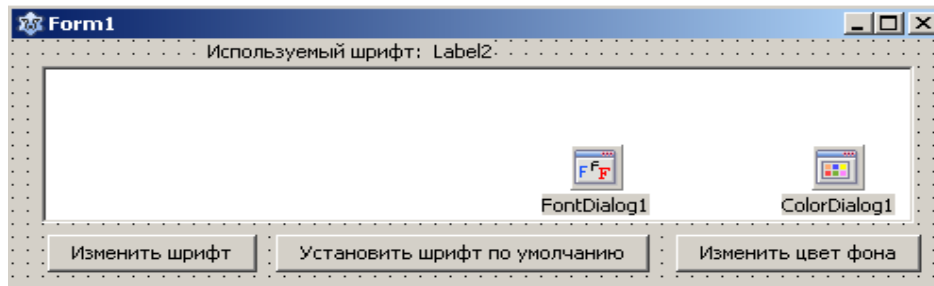 Form1
Используемый шрифт: Label2
FontDialog1
ColorDialog1
Изменить шрифт
Установить шрифт по умолчанию
Изменить цвет фона